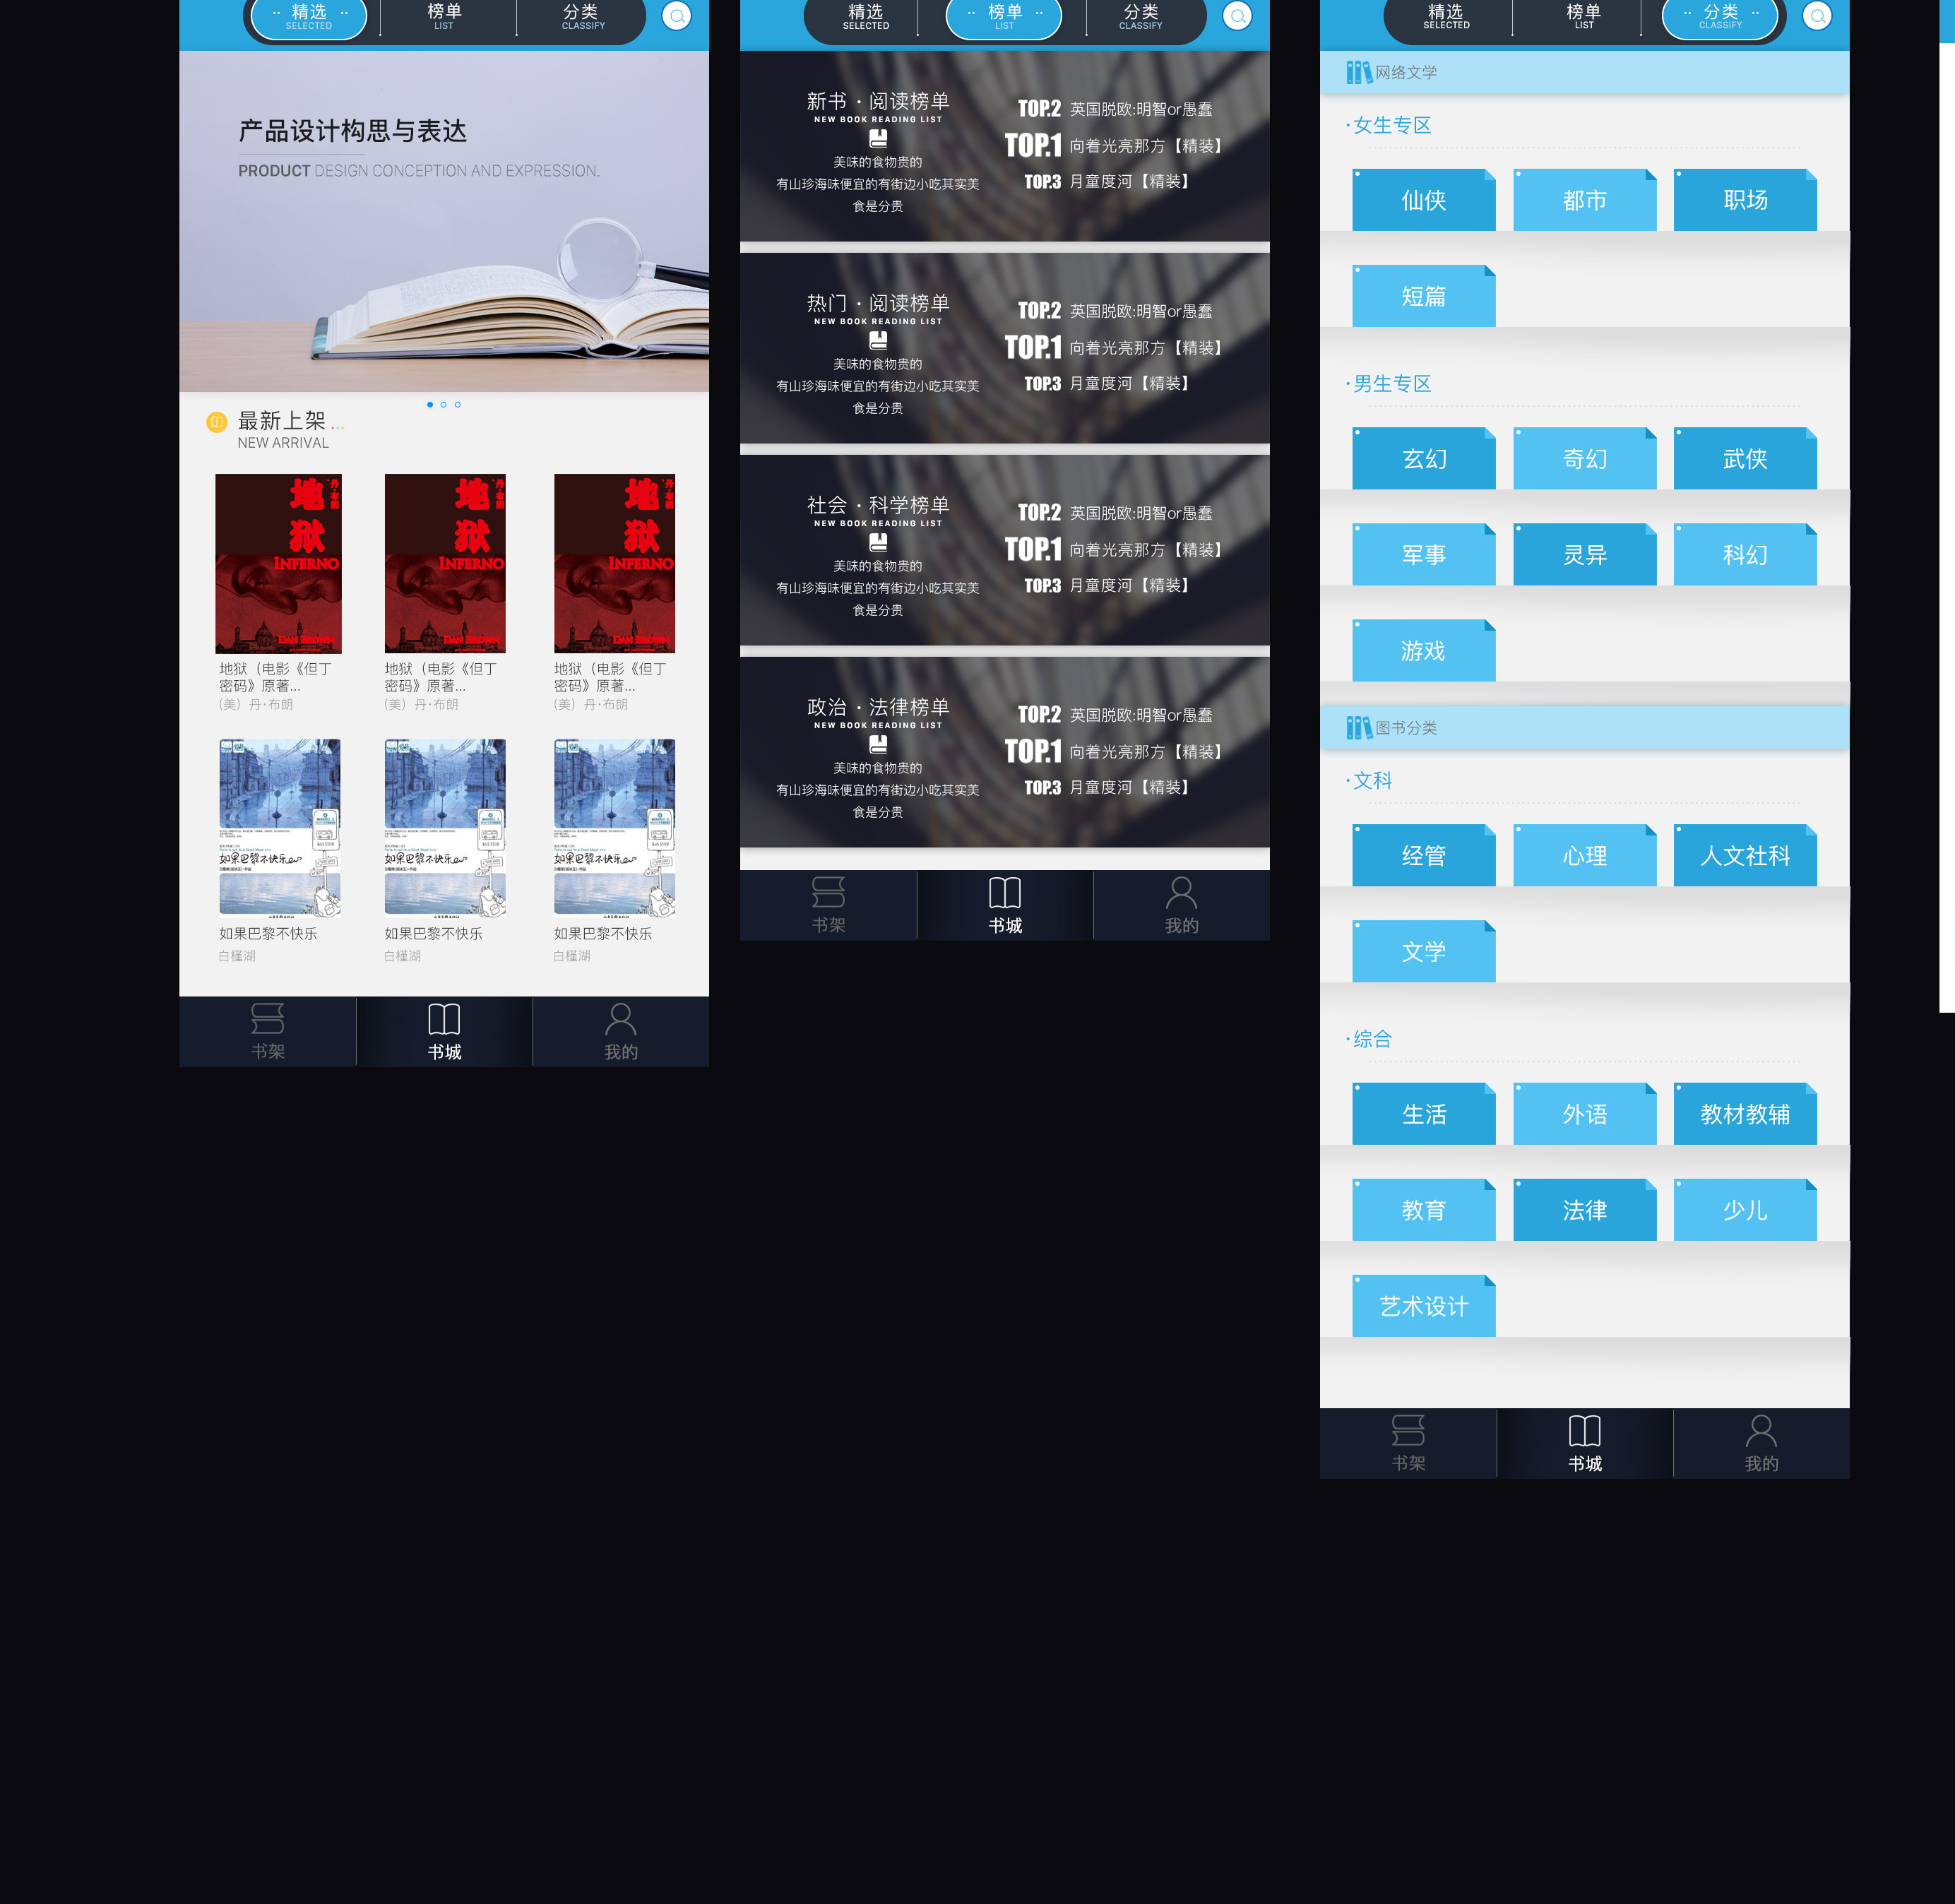 精选
SELECTED
榜单
LIST
分类
CLASSIFY
产品设计构思与表达
PRODUCT DESIGN CONCEPTION AND EXPRESSION.
最新上架...
NEW ARRIVAL
地狱
丹·布朗
INFERNO
DAN BROWN
地狱
丹·布朗
INFERNO
DAN BROWN
地狱
丹·布朗
INFERNO
DAN BROWN
地狱（电影《但丁
密码》原著...
(美）丹·布朗
地狱（电影《但丁
密码》原著...
(美）丹·布朗
地狱（电影《但丁
密码》原著...
(美）丹·布朗
BUS STOP
如果巴黎不快乐
BUS STOP
如果巴黎不快乐
BUS STOP
如果巴黎不快乐
如果巴黎不快乐
白槿湖
如果巴黎不快乐
白槿湖
如果巴黎不快乐
白槿湖
书架
书城
我的
精选
SELECTED
榜单
LIST
分类
CLASSIFY
新书·阅读榜单
NEW BOOK READING LIST
美味的食物贵的
有山珍海味便宜的有街边小吃其实美
食是分贵
TOP.2 英国脱欧:明智or愚蠢
TOP.1 向着光亮那方【精装】
TOP.3 月童度河【精装】
热门·阅读榜单
NEW BOOK READING LIST
美味的食物贵的
有山珍海味便宜的有街边小吃其实美
食是分贵
TOP.2 英国脱欧:明智or愚蠢
TOP.1 向着光亮那方【精装】
TOP.3 月童度河【精装】
社会·科学榜单
NEW BOOK READING LIST
美味的食物贵的
有山珍海味便宜的有街边小吃其实美
食是分贵
TOP.2 英国脱欧:明智or愚蠢
TOP.1 向着光亮那方【精装】
TOP.3 月童度河【精装】
政治·法律榜单
NEW BOOK READING LIST
美味的食物贵的
有山珍海味便宜的有街边小吃其实美
食是分贵
TOP.2 英国脱欧:明智or愚蠢
TOP.1 向着光亮那方【精装】
TOP.3 月童度河【精装】
书架
书城
我的
精选
SELECTED
榜单
LIST
分类
CLASSIFY
网络文学
·女生专区
仙侠
都市
职场
短篇
·男生专区
玄幻
奇幻
武侠
军事
灵异
科幻
游戏
图书分类
·文科
经管
心理
人文社科
文学
·综合
生活
外语
教材教辅
教育
法律
少儿
艺术设计
书架
书城
我的